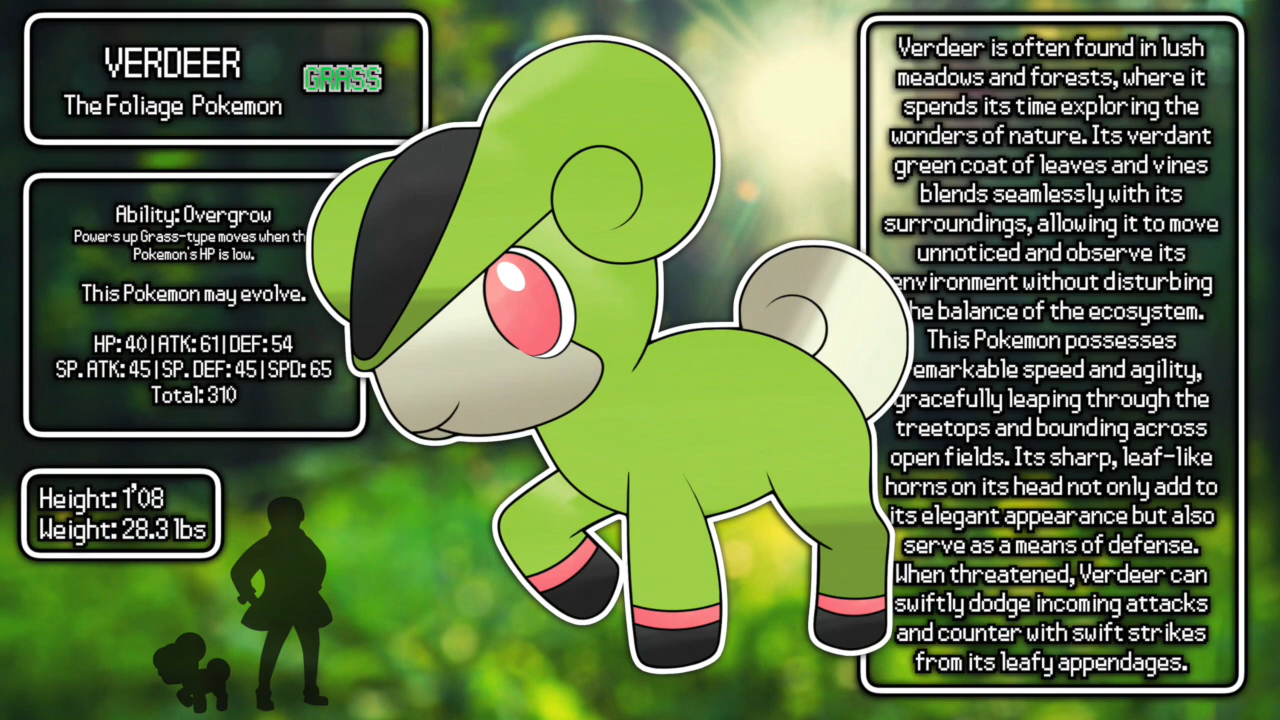 VERDEER
GRASS
The Foliage Pokemon
Ability: Overgrow
Powers up Grass-type moves when th
Pokemon's HP is low.
This Pokemon may evolve.
HP: 40 | ATK: 61 | DEF: 54
SP. ATK: 45 | SP. DEF: 45 | SPD: 65
Total: 310
Height: 1'08
Weight: 28.3 lbs
Verdeer is often found in lush
meadows and forests, where it
spends its time exploring the
wonders of nature. Its verdant
green coat of leaves and vines
blends seamlessly with its
surroundings, allowing it to move
unnoticed and observe its
environment without disturbing
he balance of the ecosystem.
This Pokemon possesses
emarkable speed and agility,
gracefully leaping through the
treetops and bounding across
open fields. Its sharp, leaf-like
horns on its head not only add to
its elegant appearance but also
serve as a means of defense.
When threatened, Verdeer can
swiftly dodge incoming attacks
and counter with swift strikes
from its leafy appendages.